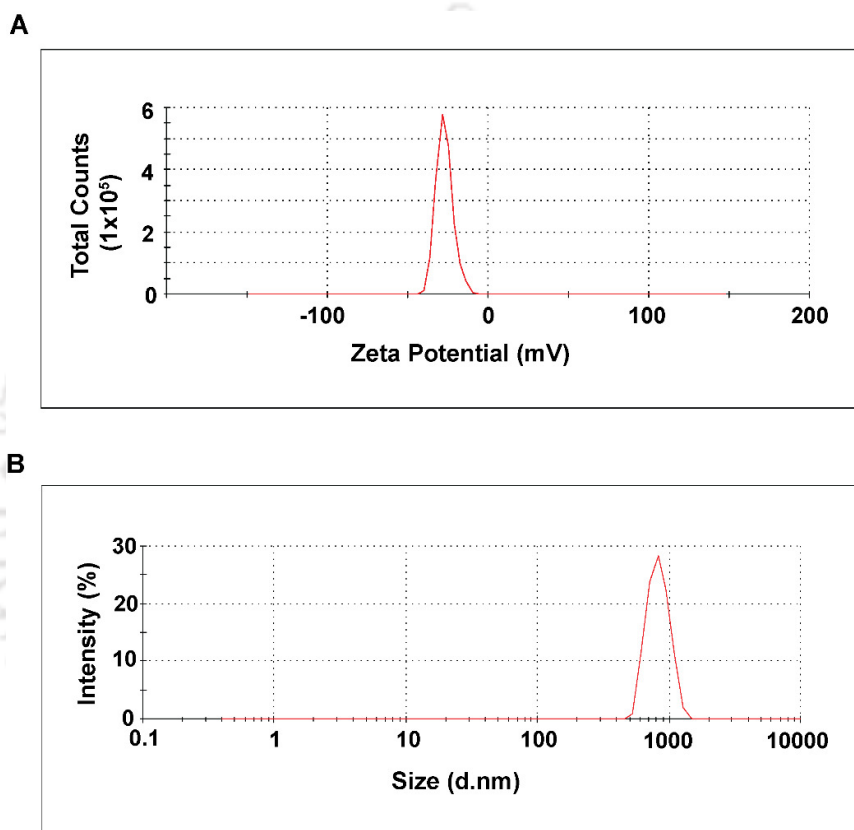 A
Total Counts
(1x10⁵)
6
4
2
0
-100 0 100 200
Zeta Potential (mV)
B
Intensity (%)
30
20
10
0
0.1 1 10 100 1000 10000
Size (d.nm)